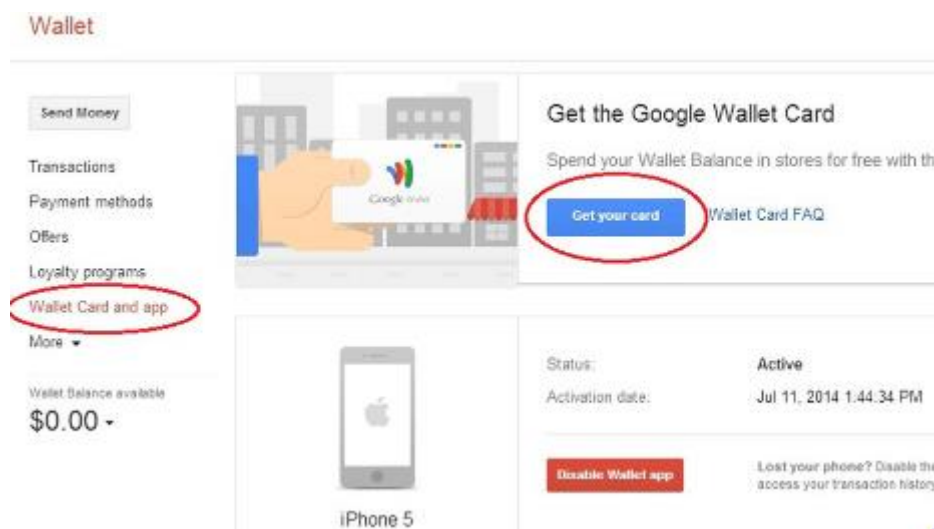 Wallet
Send Money
Transactions
Payment methods
Offers
Loyalty programs
Wallet Card and app
More
Wallet Balance available
$0.00
Google Wallet
Get the Google Wallet Card
Spend your Wallet Balance in stores for free with th
Get your card
Wallet Card FAQ
iPhone 5
Status:
Active
Activation date:
Jul 11, 2014 1:44:34 PM
Disable Wallet app
Lost your phone? Disable the
access your transaction history